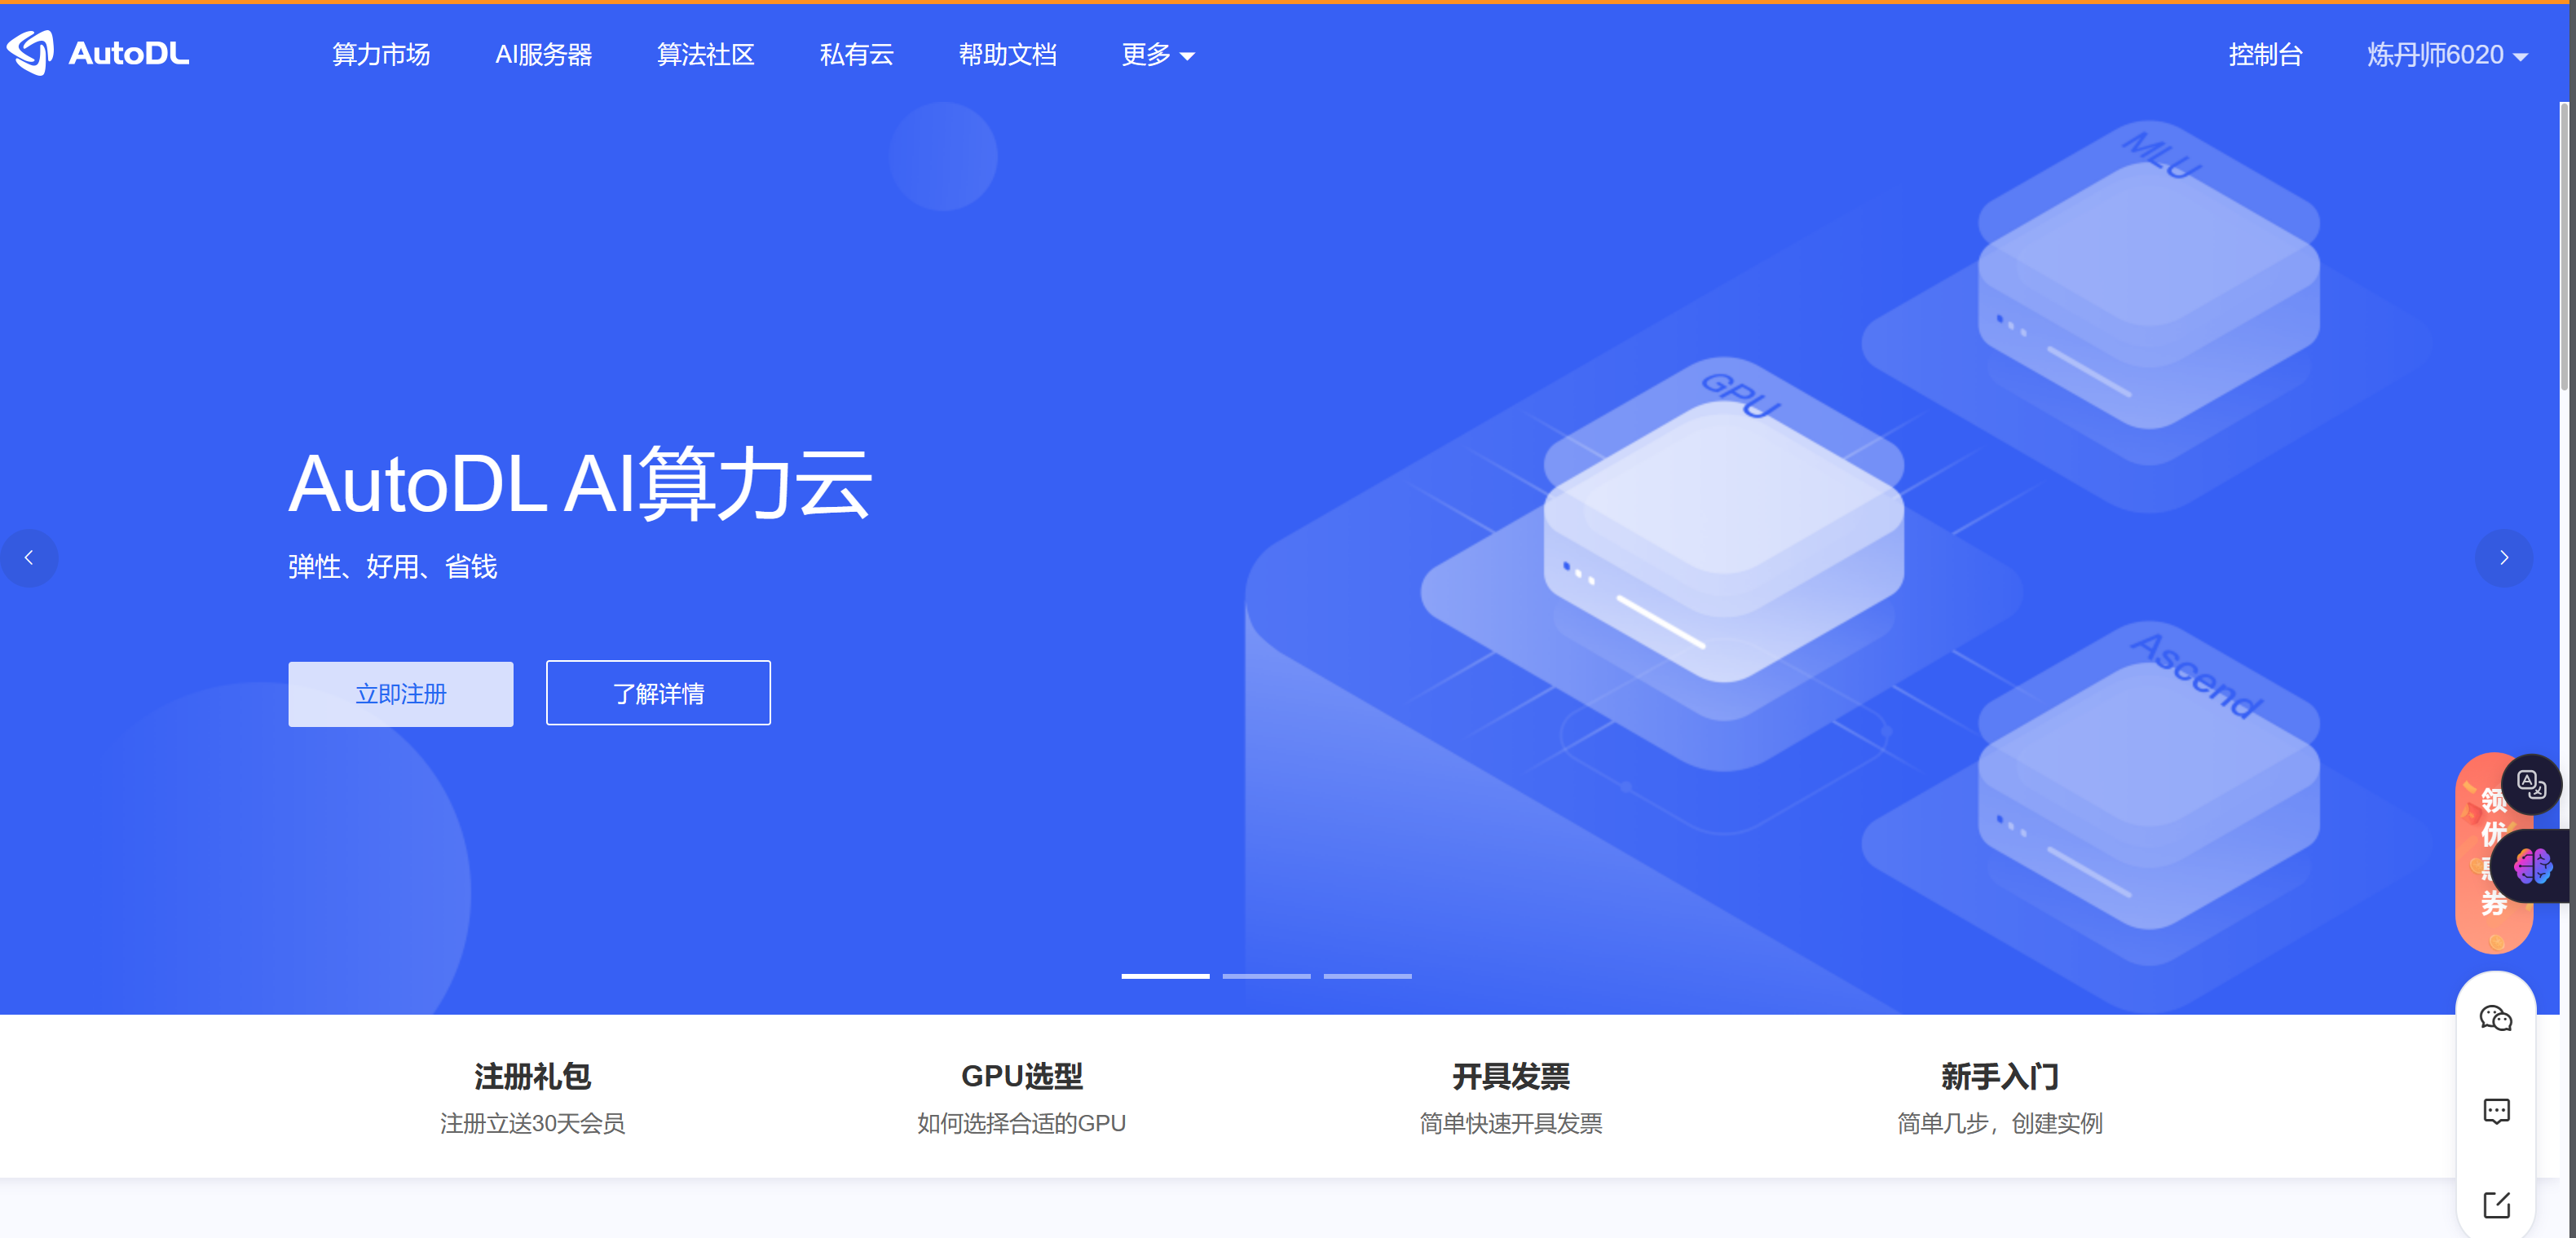 AutoDL
算力市场 AI服务器 算法社区 私有云 帮助文档 更多
控制台 炼丹师6020
MLU
GPU
AutoDL AI算力云
弹性、好用、省钱
立即注册 了解详情
Ascend
领
优
惠
券
注册礼包
注册立送30天会员
GPU选型
如何选择合适的GPU
开具发票
简单快速开具发票
新手入门
简单几步，创建实例